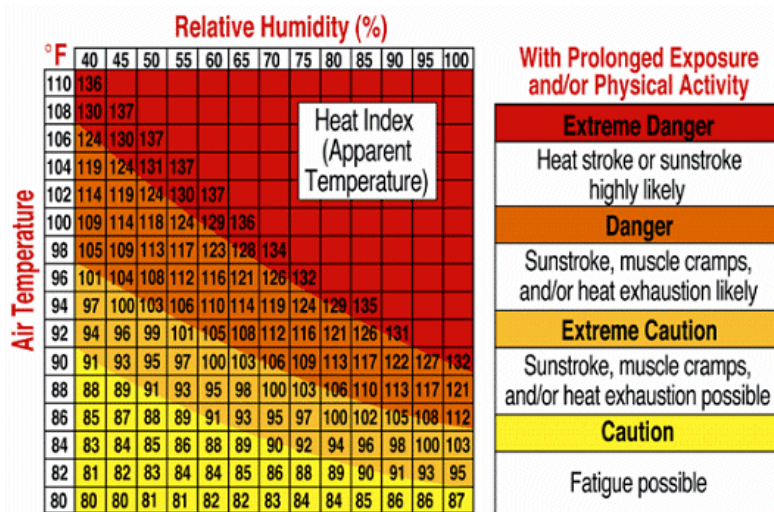 Relative Humidity (%)
°F 40 45 50 55 60 65 70 75 80 85 90 95 100
110 136
108 130 137
106 124 130 137
104 119 124 131 137
102 114 119 124 130 137
100 109 114 118 124 129 136
98 105 109 113 117 123 128 134
96 101 104 108 112 116 121 126 132
94 97 100 103 106 110 114 119 124 129 135
92 94 96 99 101 105 108 112 116 121 126 131
90 91 93 95 97 100 103 106 109 113 117 122 127 132
88 88 89 91 93 95 98 100 103 106 110 113 117 121
86 85 87 88 89 91 93 95 97 100 102 105 108 112
84 83 84 85 86 88 89 90 92 94 96 98 100 103
82 81 82 83 84 84 85 86 88 89 90 91 93 95
80 80 80 81 81 82 82 83 84 84 85 86 86 87
Air Temperature
Heat Index
(Apparent
Temperature)
With Prolonged Exposure
and/or Physical Activity
Extreme Danger
Heat stroke or sunstroke
highly likely
Danger
Sunstroke, muscle cramps,
and/or heat exhaustion likely
Extreme Caution
Sunstroke, muscle cramps,
and/or heat exhaustion possible
Caution
Fatigue possible